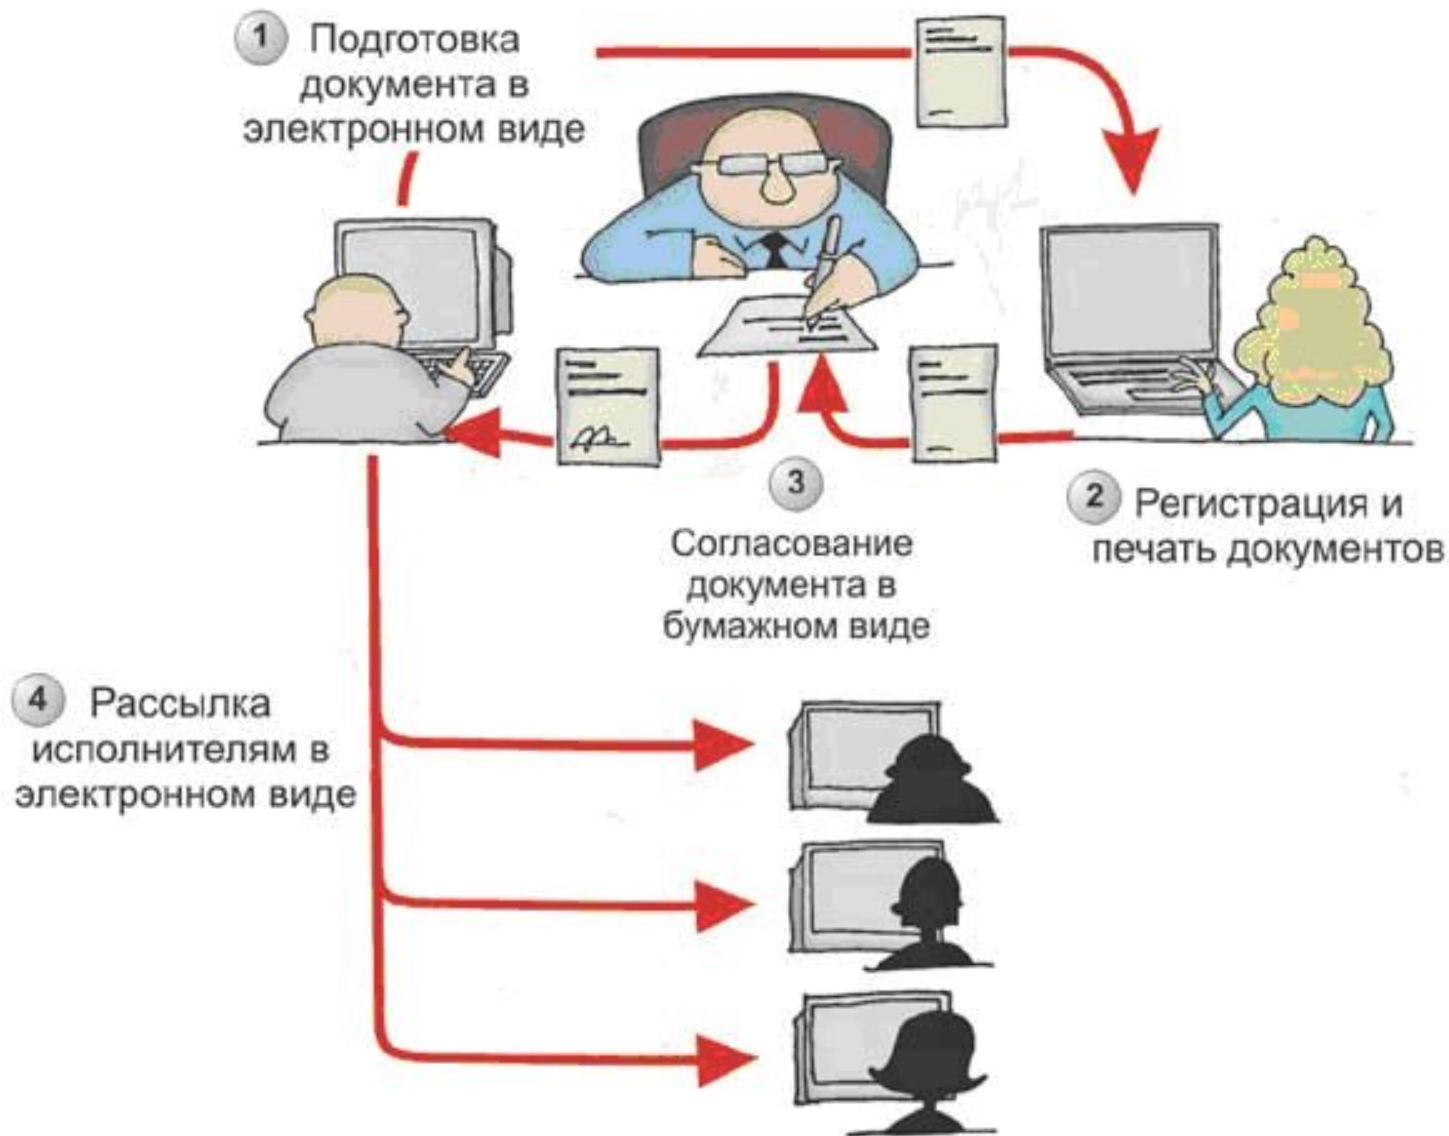 1 Подготовка
документа в
электронном виде
3
Согласование
документа в
бумажном виде
2 Регистрация и
печать документов
4 Рассылка
исполнителям в
электронном виде